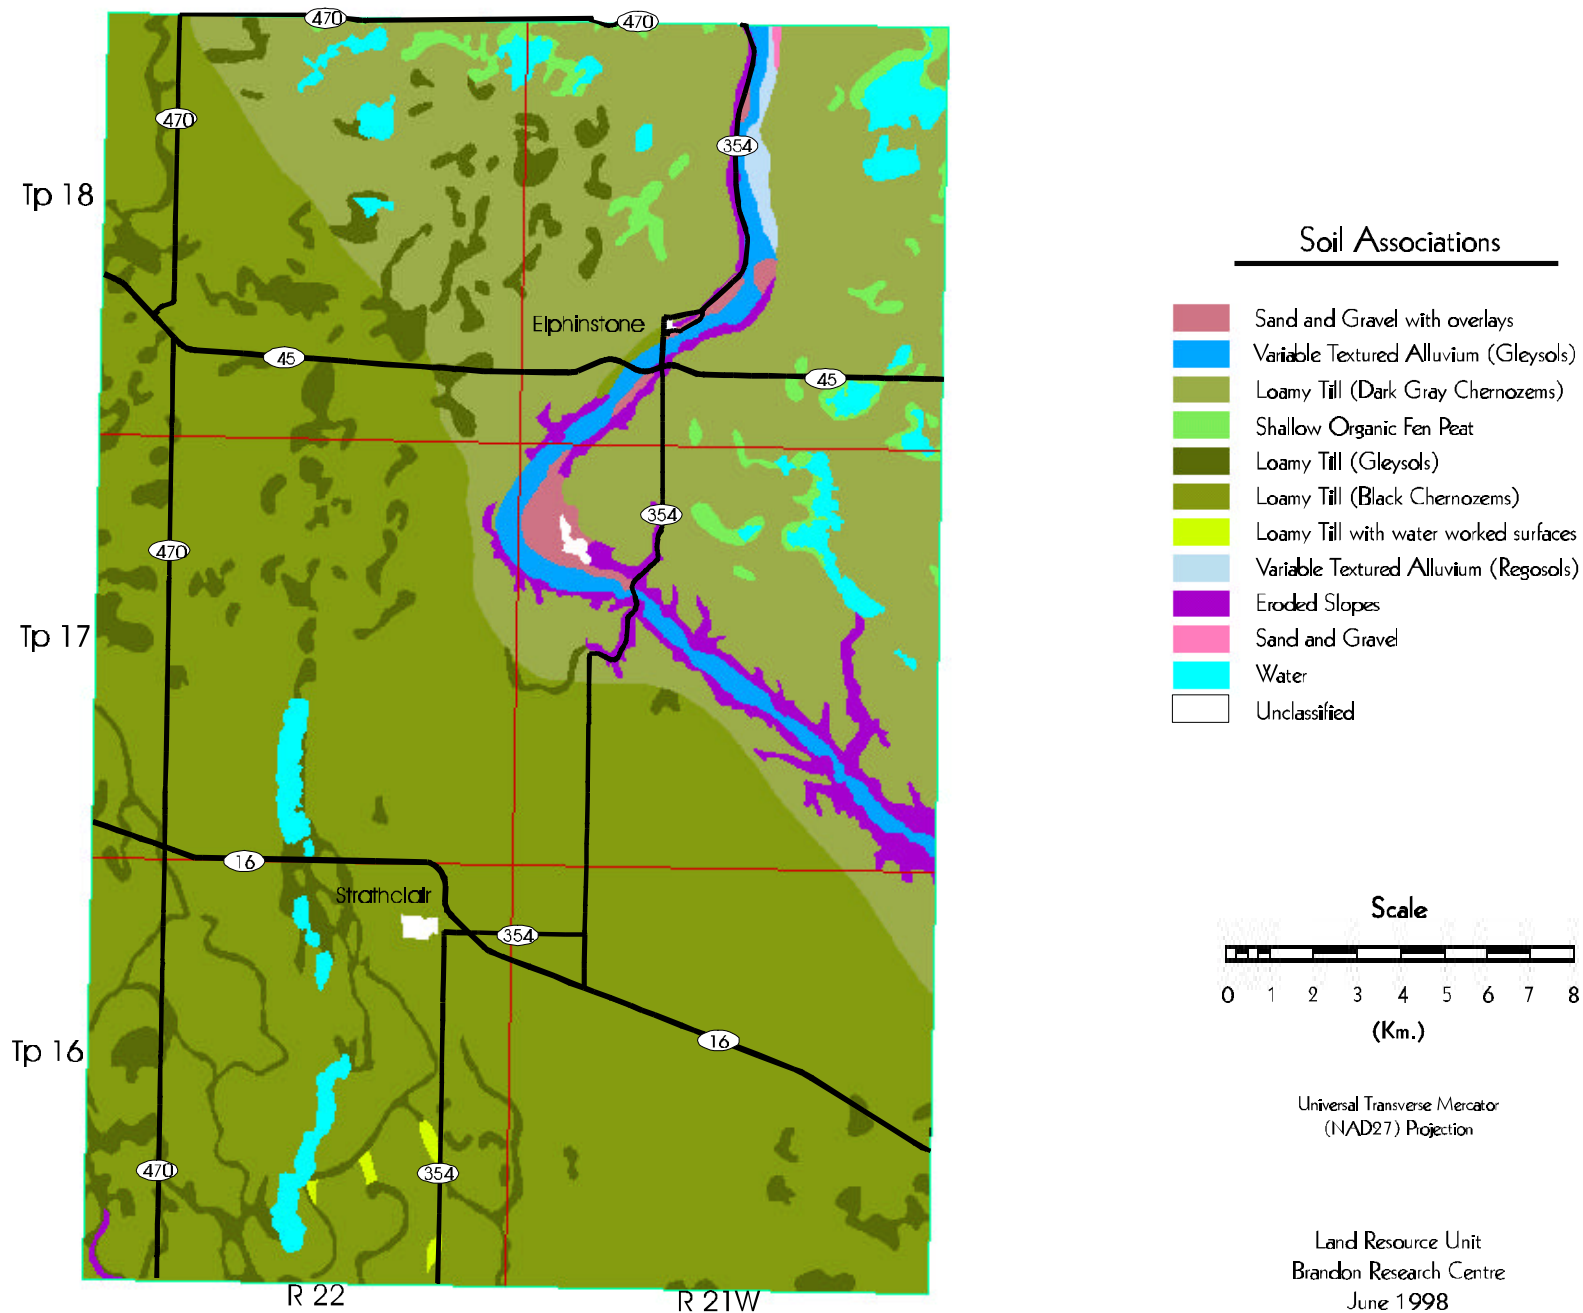 470
470
470
354
Tp 18
Elphinstone
45
45
354
470
Tp 17
16
Strathclair
354
16
Tp 16
470
354
R 22
R 21W
Soil Associations
Sand and Gravel with overlays
Variable Textured Alluvium (Gleysols)
Loamy Till (Dark Gray Chernozems)
Shallow Organic Fen Peat
Loamy Till (Gleysols)
Loamy Till (Black Chernozems)
Loamy Till with water worked surfaces
Variable Textured Alluvium (Regosols)
Eroded Slopes
Sand and Gravel
Water
Unclassified
Scale
0 1 2 3 4 5 6 7 8
(Km.)
Universal Transverse Mercator
(NAD27) Projection
Land Resource Unit
Brandon Research Centre
June 1998